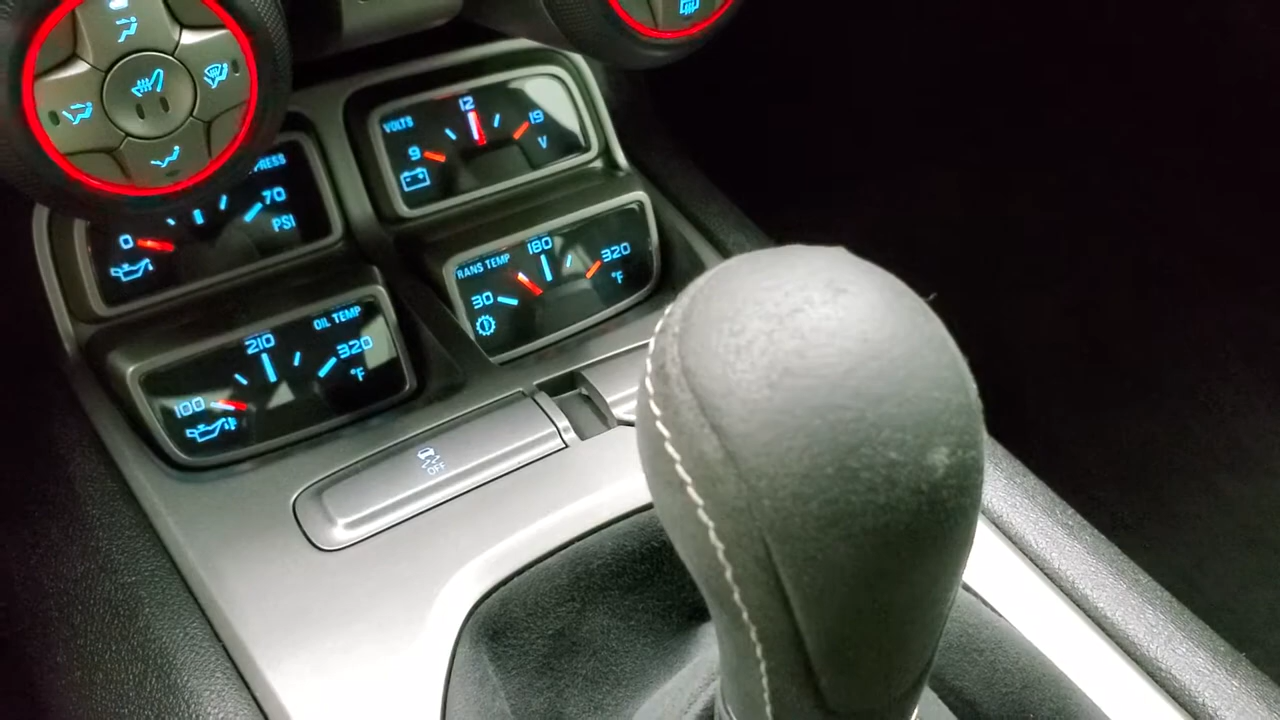 VOLTS
12
9
19
V
PRESS
70
0
PSI
RANS TEMP
180
30
320
°F
OIL TEMP
210
320
100
°F
OFF